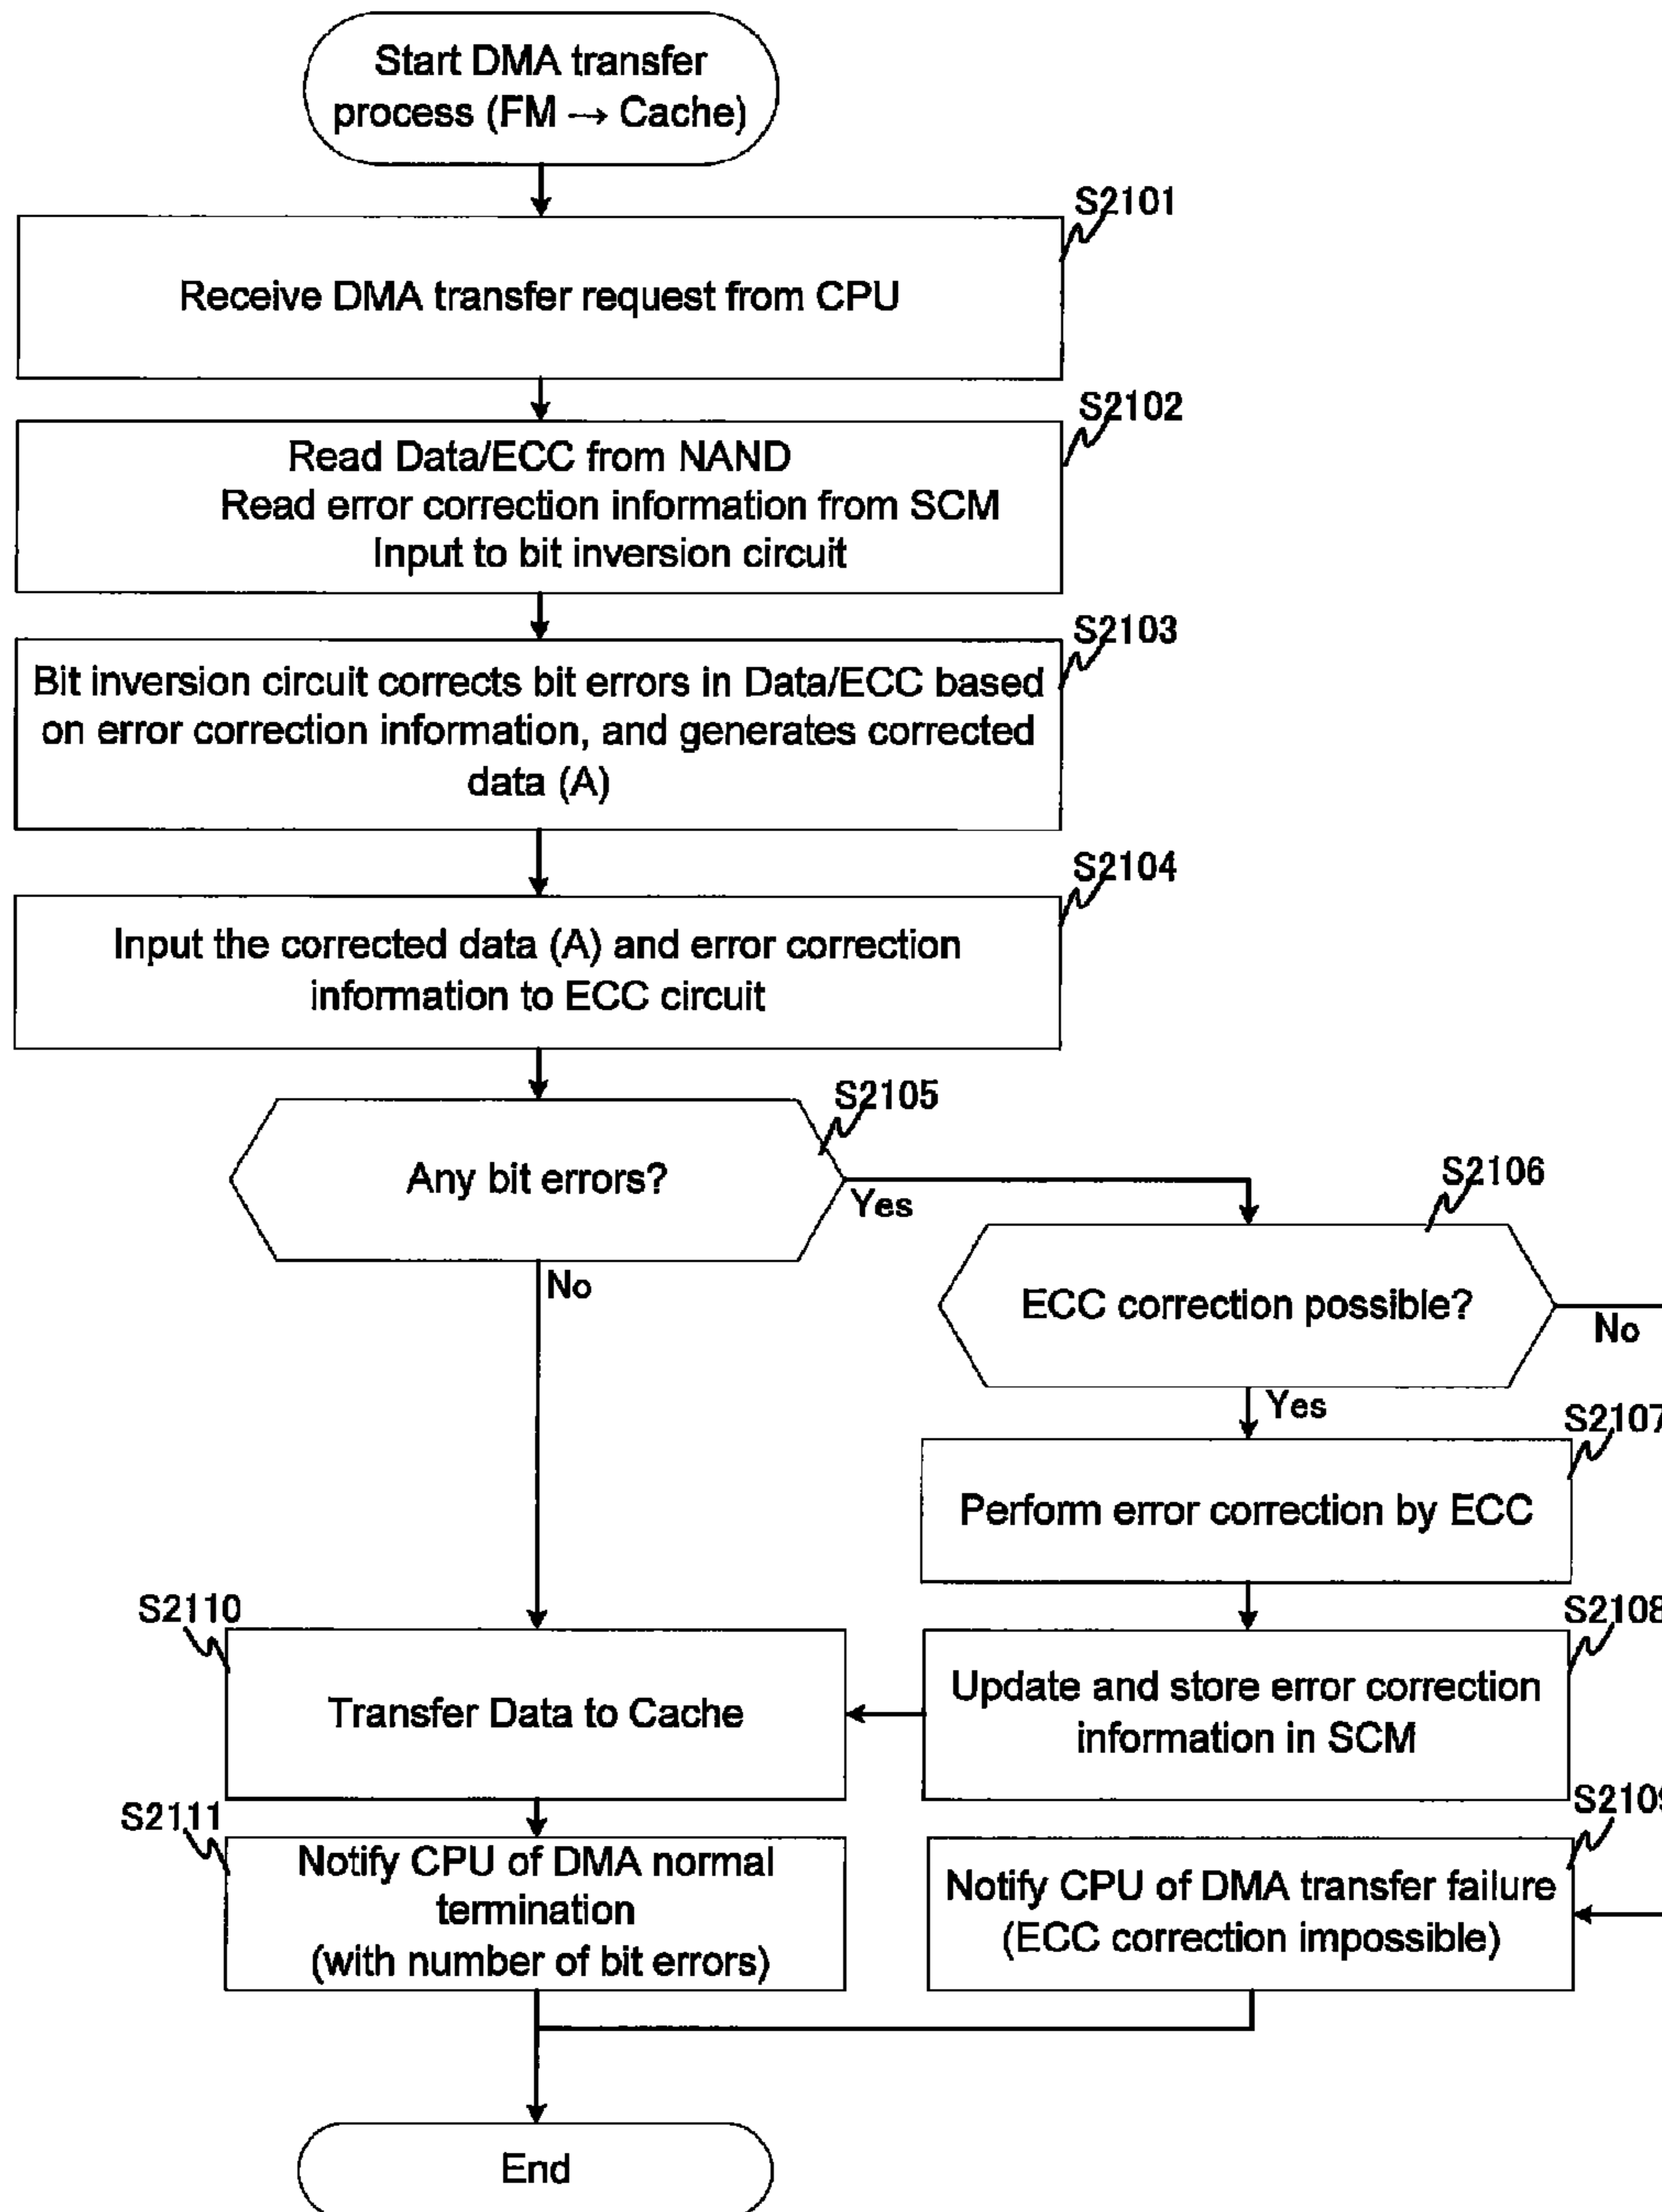 Start DMA transfer
process (FM → Cache)
S2101
Receive DMA transfer request from CPU
S2102
Read Data/ECC from NAND
Read error correction information from SCM
Input to bit inversion circuit
S2103
Bit inversion circuit corrects bit errors in Data/ECC based
on error correction information, and generates corrected
data (A)
S2104
Input the corrected data (A) and error correction
information to ECC circuit
S2105
Any bit errors?
Yes
No
S2106
ECC correction possible?
No
Yes
S2107
Perform error correction by ECC
S2108
Update and store error correction
information in SCM
S2110
Transfer Data to Cache
S2111
Notify CPU of DMA normal
termination
(with number of bit errors)
S2109
Notify CPU of DMA transfer failure
(ECC correction impossible)
End